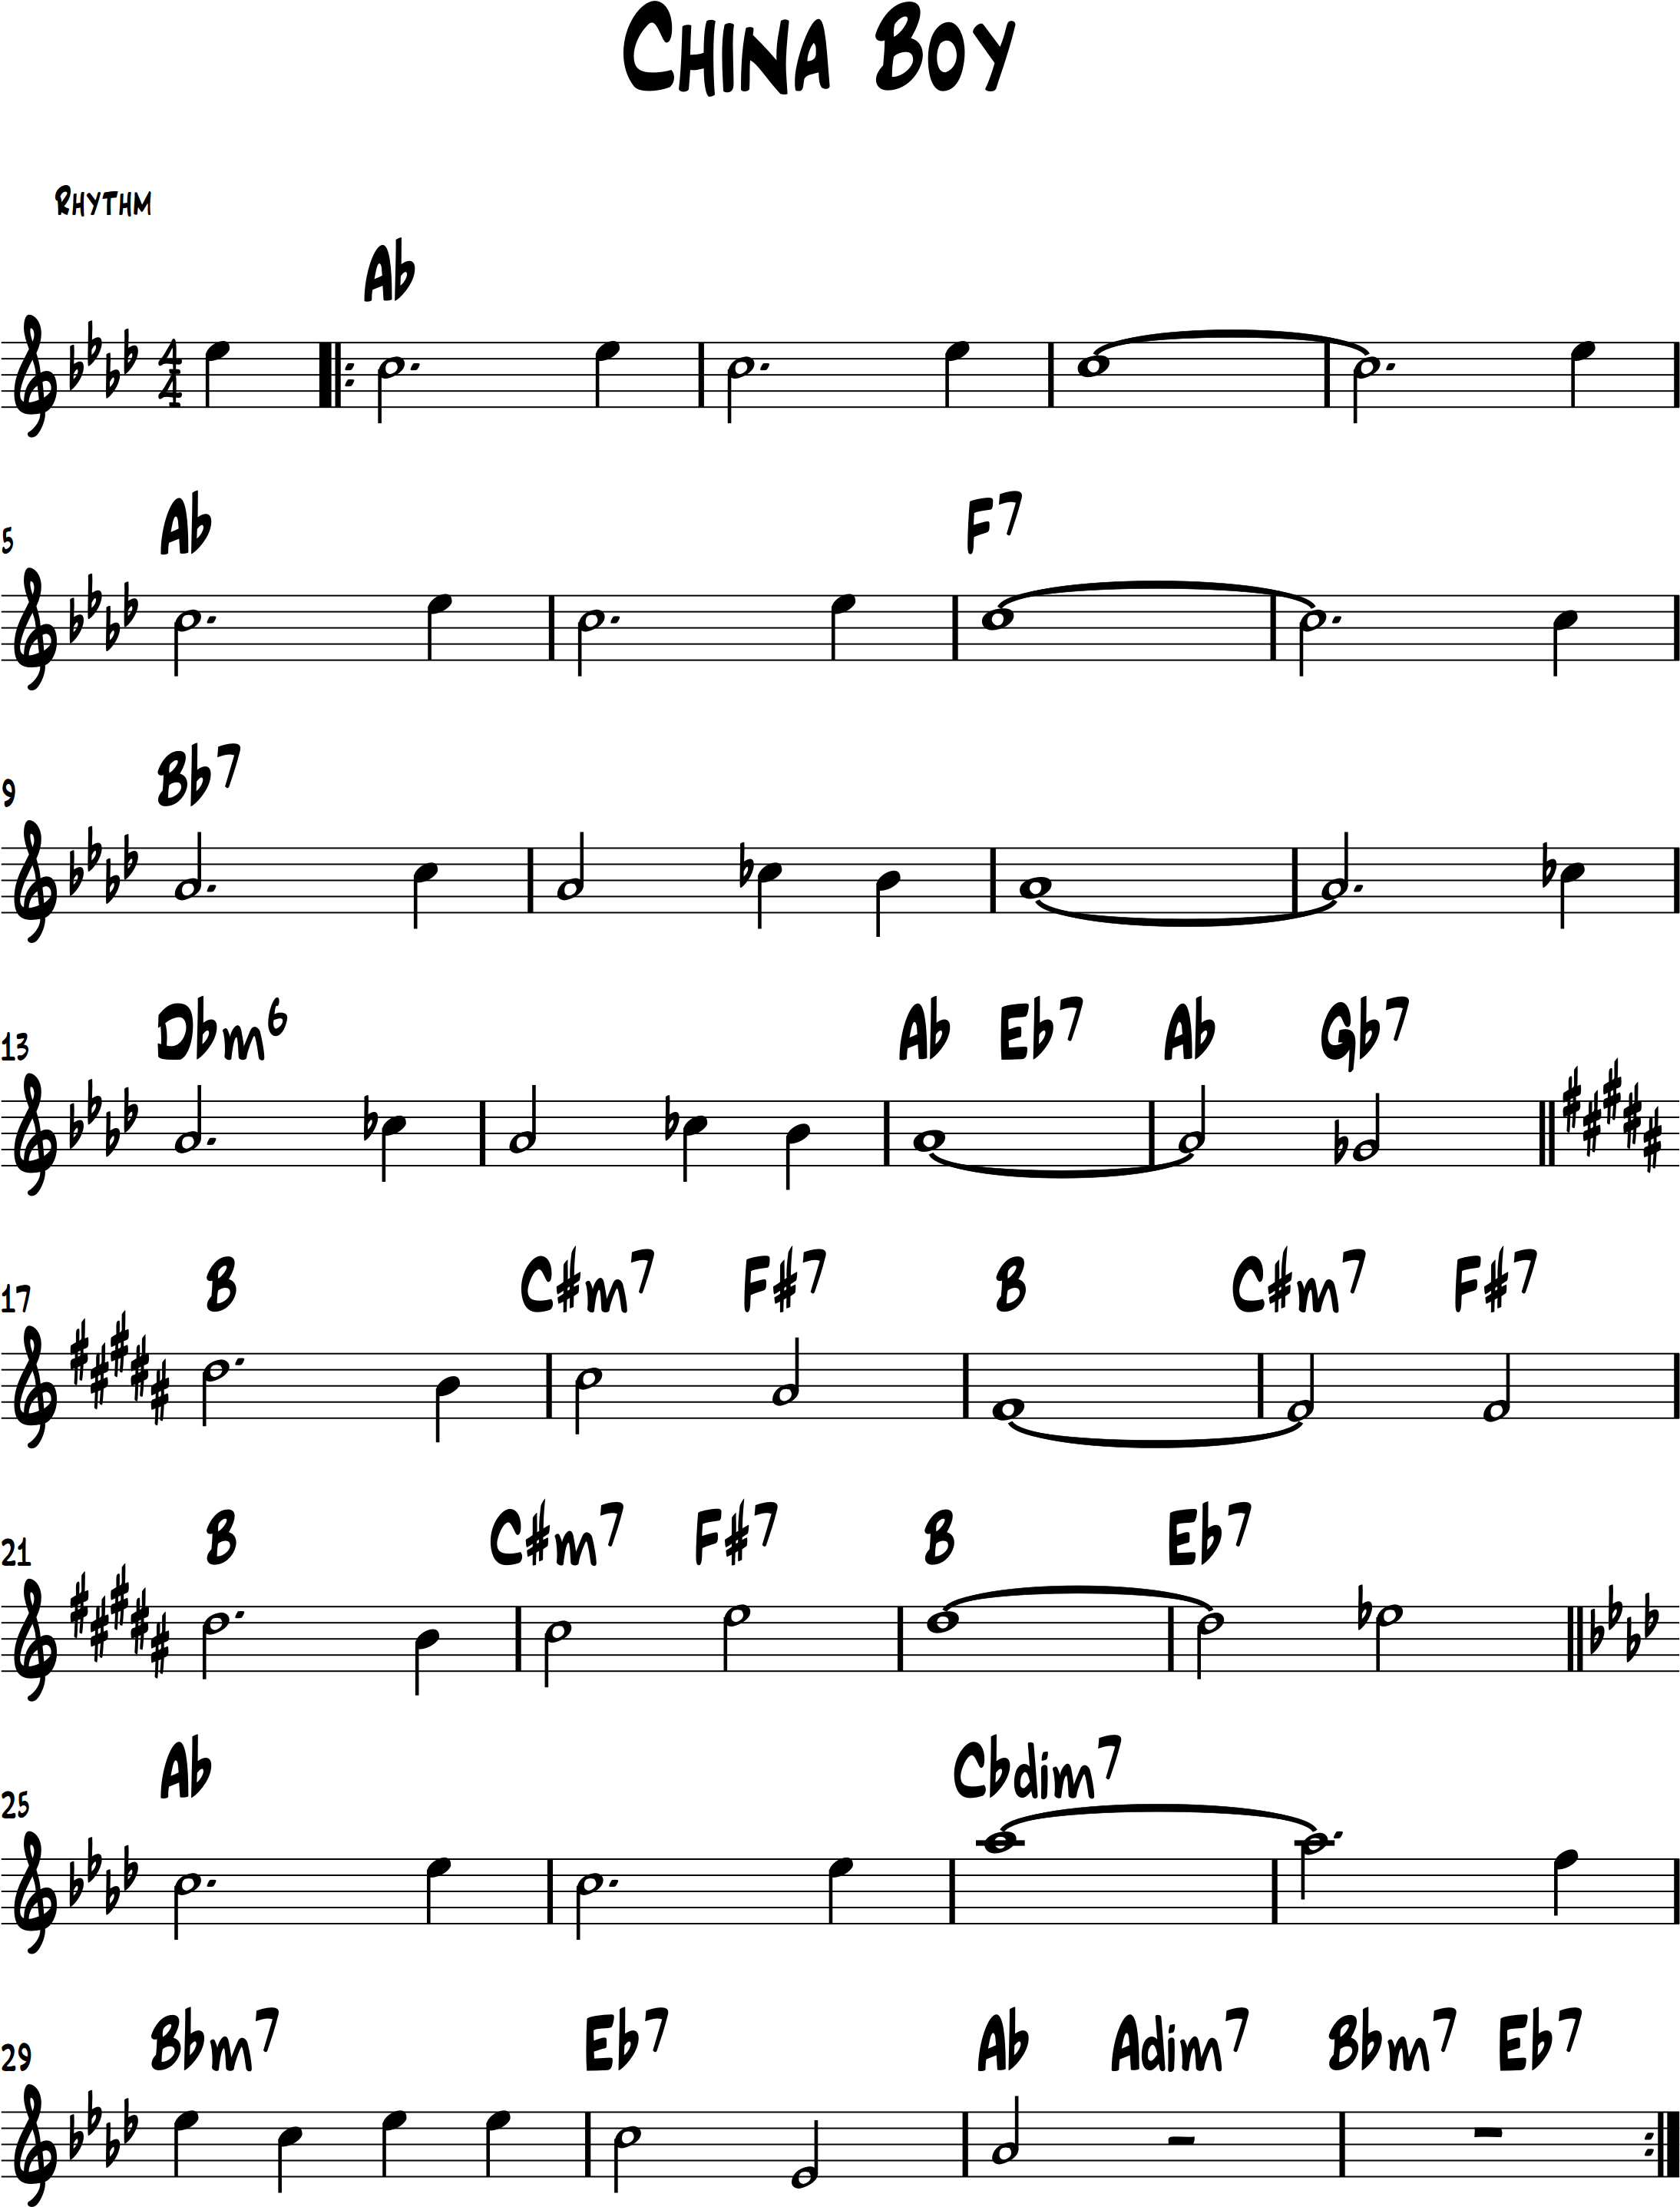 China Boy
Rhythm
Ab
4
4
5
Ab F7
9
Bb7
13
Dbm6 Ab Eb7 Ab Gb7
17
B C#m7 F#7 B C#m7 F#7
21
B C#m7 F#7 B Eb7
25
Ab Cbdim7
29
Bbm7 Eb7 Ab Adim7 Bbm7 Eb7